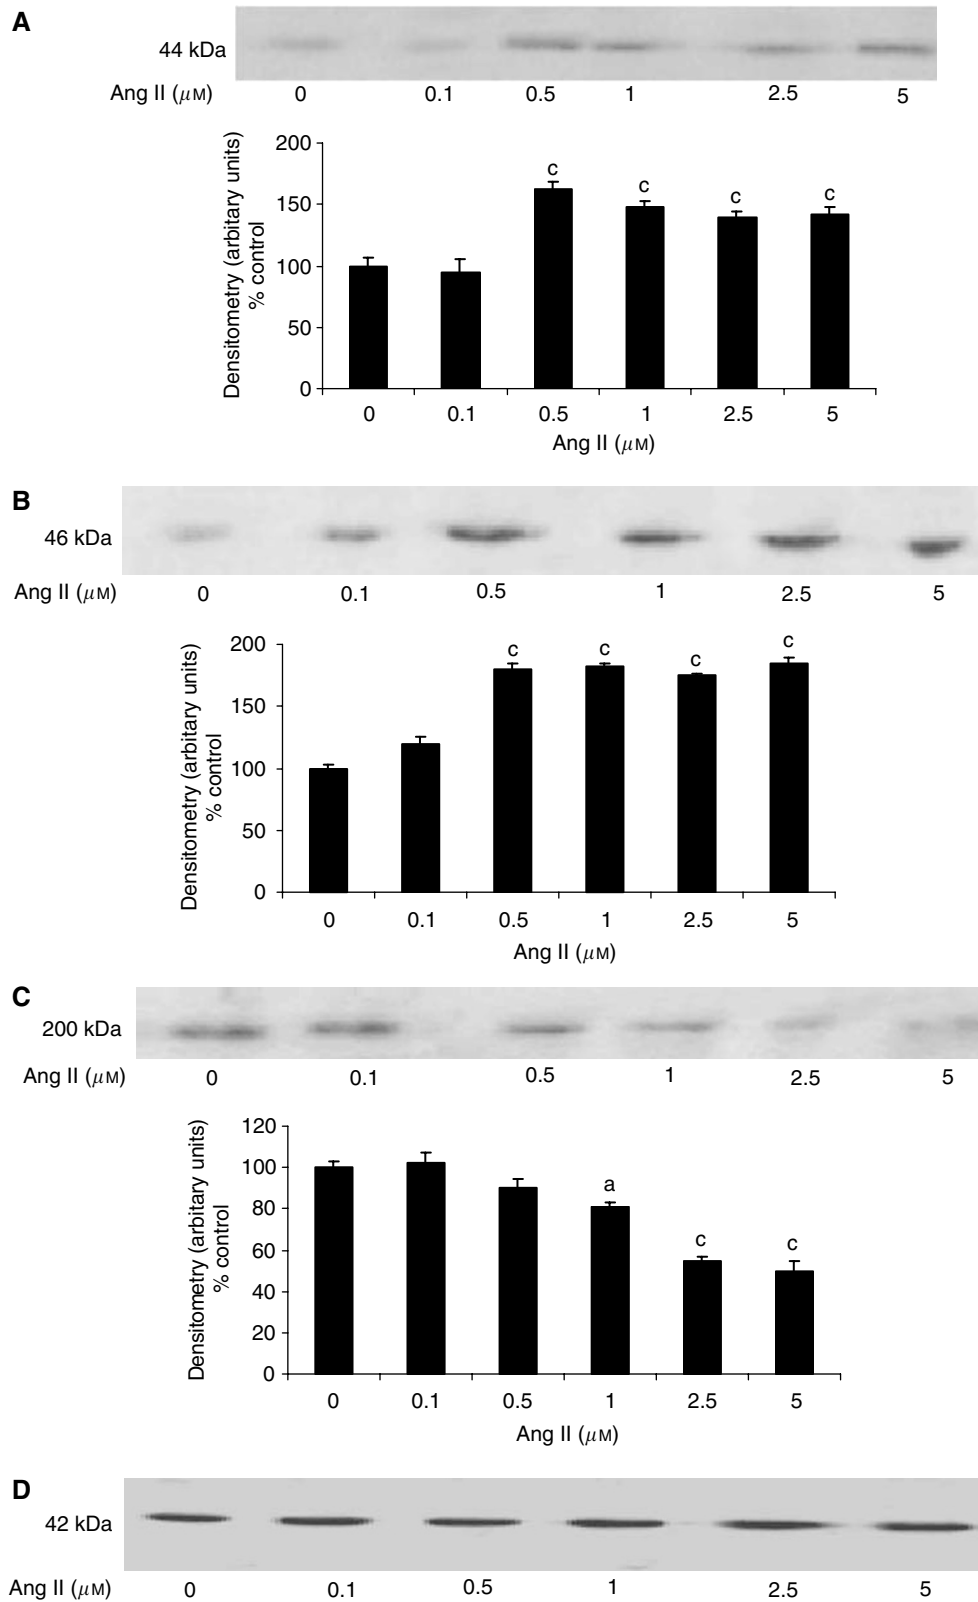 A
44 kDa
Ang II (μM) 0 0.1 0.5 1 2.5 5
Densitometry (arbitary units)
% control
200
150
100
50
0
c c c c
0 0.1 0.5 1 2.5 5
Ang II (μM)
B
46 kDa
Ang II (μM) 0 0.1 0.5 1 2.5 5
Densitometry (arbitary units)
% control
200
150
100
50
0
c c c c
0 0.1 0.5 1 2.5 5
Ang II (μM)
C
200 kDa
Ang II (μM) 0 0.1 0.5 1 2.5 5
Densitometry (arbitary units)
% control
120
100
80
60
40
20
0
a c c
0 0.1 0.5 1 2.5 5
Ang II (μM)
D
42 kDa
Ang II (μM) 0 0.1 0.5 1 2.5 5